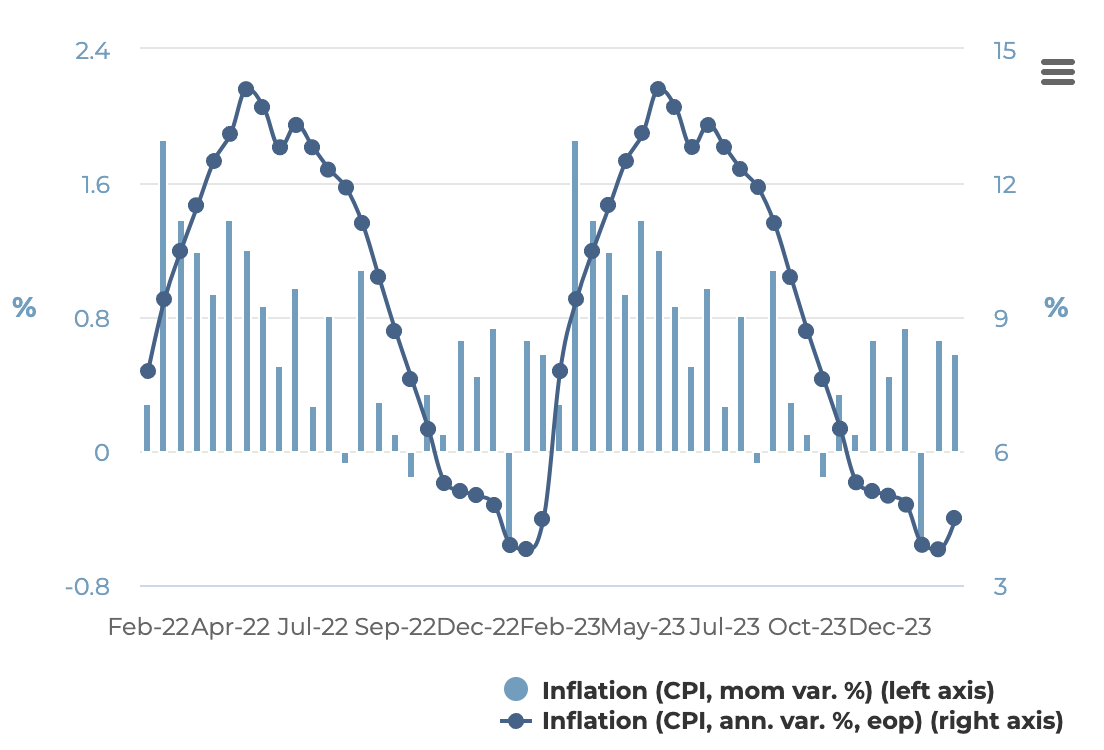 2.4 15
1.6 12
% %
0.8 9
0 6
-0.8 3
Feb-22 Apr-22 Jul-22 Sep-22 Dec-22 Feb-23 May-23 Jul-23 Oct-23 Dec-23
Inflation (CPI, mom var. %) (left axis)
Inflation (CPI, ann. var. %, eop) (right axis)